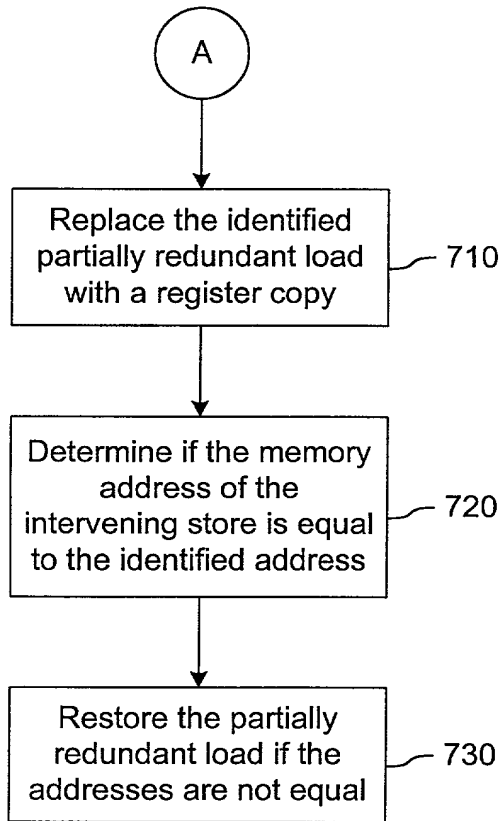 A
Replace the identified
partially redundant load
with a register copy
710
Determine if the memory
address of the
intervening store is equal
to the identified address
720
Restore the partially
redundant load if the
addresses are not equal
730